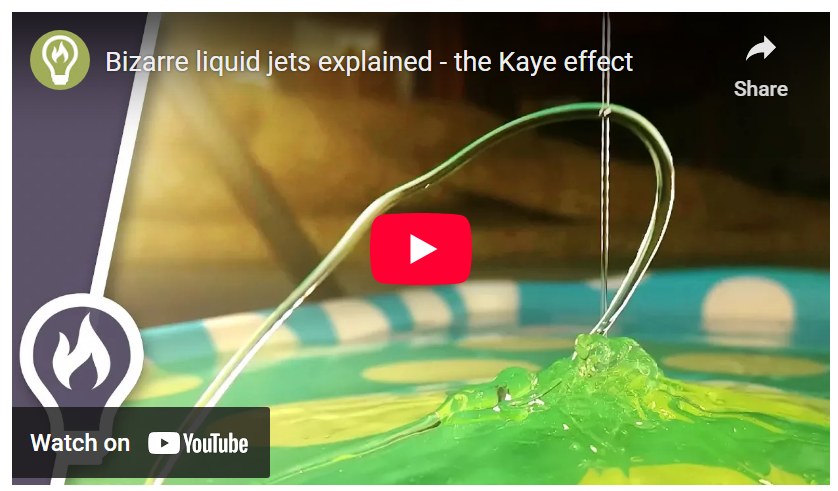 Bizarre liquid jets explained - the Kaye effect
Share
Watch on YouTube